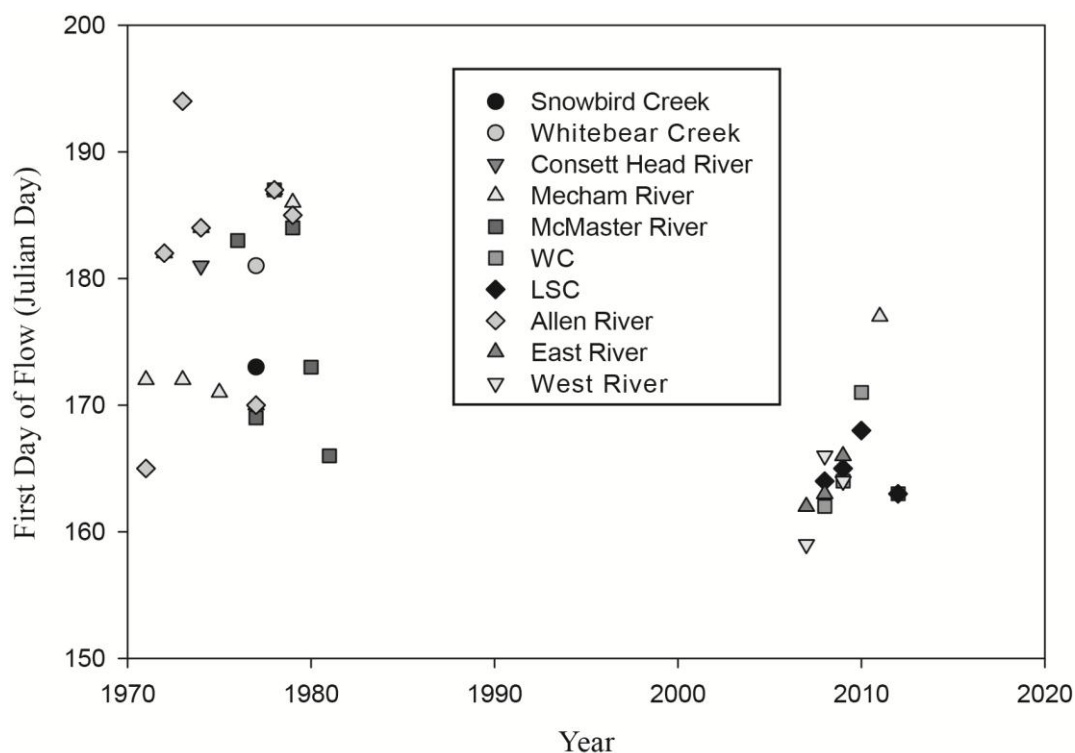 200
190
180
170
160
150
First Day of Flow (Julian Day)
Snowbird Creek
Whitebear Creek
Consett Head River
Mecham River
McMaster River
WC
LSC
Allen River
East River
West River
1970 1980 1990 2000 2010 2020
Year